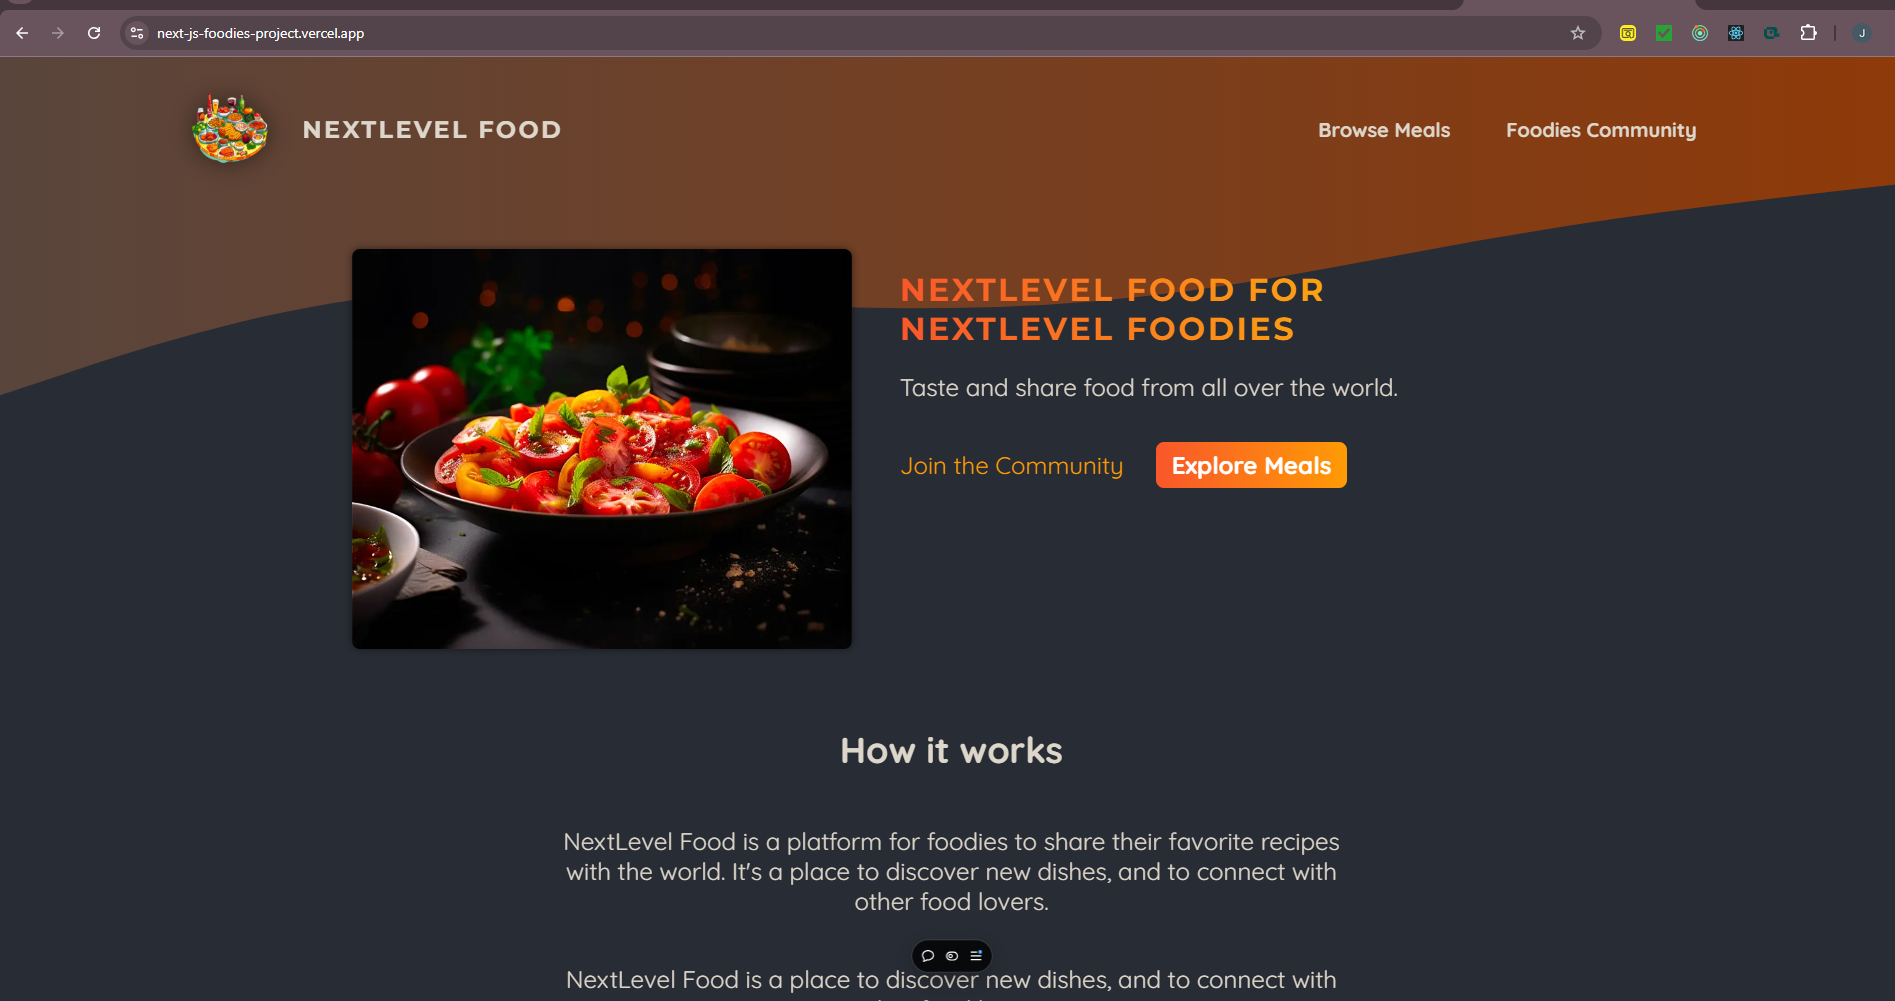 next-js-foodies-project.vercel.app
J
NEXTLEVEL FOOD
Browse Meals
Foodies Community
NEXTLEVEL FOOD FOR
NEXTLEVEL FOODIES
Taste and share food from all over the world.
Join the Community
Explore Meals
How it works
NextLevel Food is a platform for foodies to share their favorite recipes
with the world. It's a place to discover new dishes, and to connect with
other food lovers.
NextLevel Food is a place to discover new dishes, and to connect with